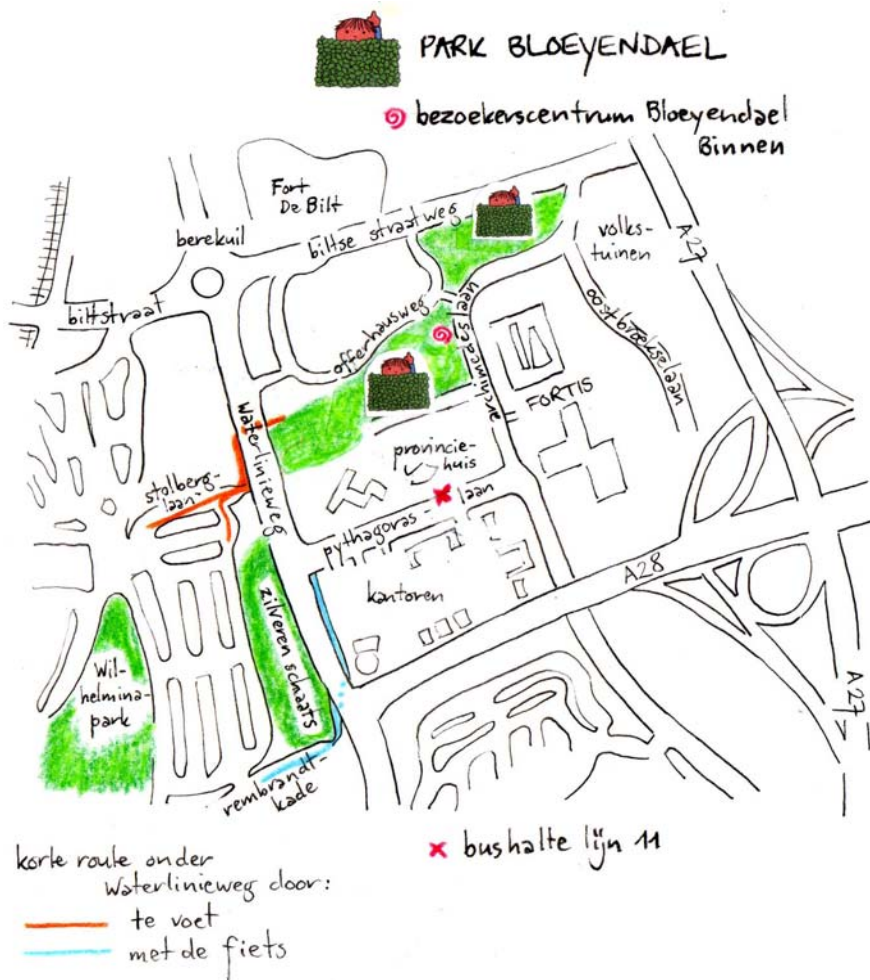 PARK BLOEYENDAEL
bezoekerscentrum Bloeyendael
Binnen
Fort
De Bilt
berekuil
biltse straatweg
volks-
tuinen
A27
biltstraat
offerhausweg
archimedeslaan
oostbroekselaan
FORTIS
Waterlinieweg
provincie-
huis
stolberg-
laan
pythagoras-laan
A28
kantoren
zilveren schaats
Wil-
helmina-
park
A27
rembrandt-
kade
bushalte lijn 11
korte route onder
Waterlinieweg door:
te voet
met de fiets